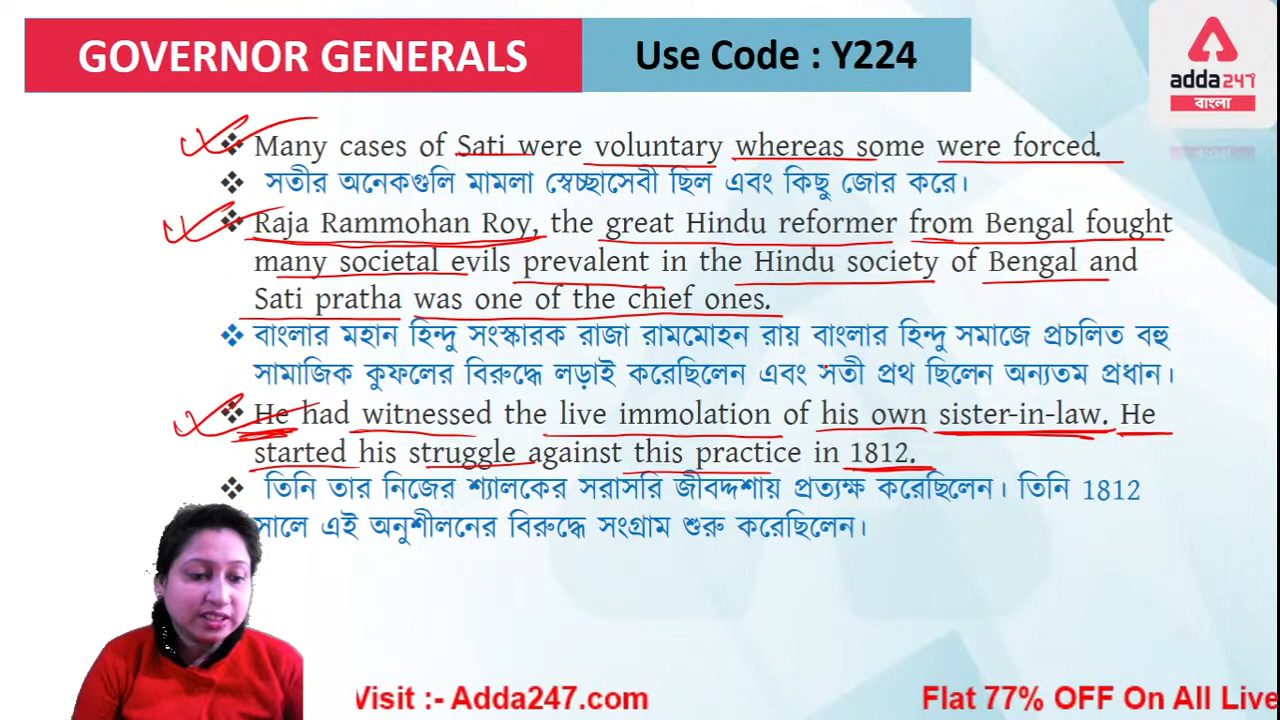 GOVERNOR GENERALS
Use Code : Y224
adda247
বাংলা
Many cases of Sati were voluntary whereas some were forced.
সতীর অনেকগুলি মামলা স্বেচ্ছাসেবী ছিল এবং কিছু জোর করে।
Raja Rammohan Roy, the great Hindu reformer from Bengal fought
many societal evils prevalent in the Hindu society of Bengal and
Sati pratha was one of the chief ones.
বাংলার মহান হিন্দু সংস্কারক রাজা রামমোহন রায় বাংলার হিন্দু সমাজে প্রচলিত বহু
সামাজিক কুফলের বিরুদ্ধে লড়াই করেছিলেন এবং সতী প্রথ ছিলেন অন্যতম প্রধান।
He had witnessed the live immolation of his own sister-in-law. He
started his struggle against this practice in 1812.
তিনি তার নিজের শ্যালকের সরাসরি জীবদ্দশায় প্রত্যক্ষ করেছিলেন। তিনি 1812
সালে এই অনুশীলনের বিরুদ্ধে সংগ্রাম শুরু করেছিলেন।
Visit :- Adda247.com
Flat 77% OFF On All Live